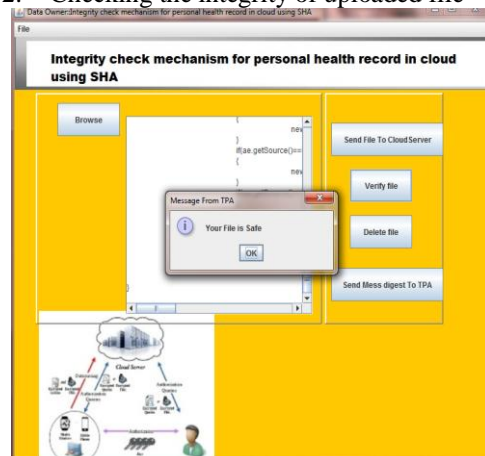 2. Checking the integrity of uploaded file
Data Owner:Integrity check mechanism for personal health record in cloud using SHA
File
Integrity check mechanism for personal health record in cloud
using SHA
Browse
{
new
}
if(ae.getSource()==
{
new
}
Send File To CloudServer
Verify file
Delete file
Send Mess digest To TPA
Message From TPA
Your File is Safe
OK
}
Cloud Server